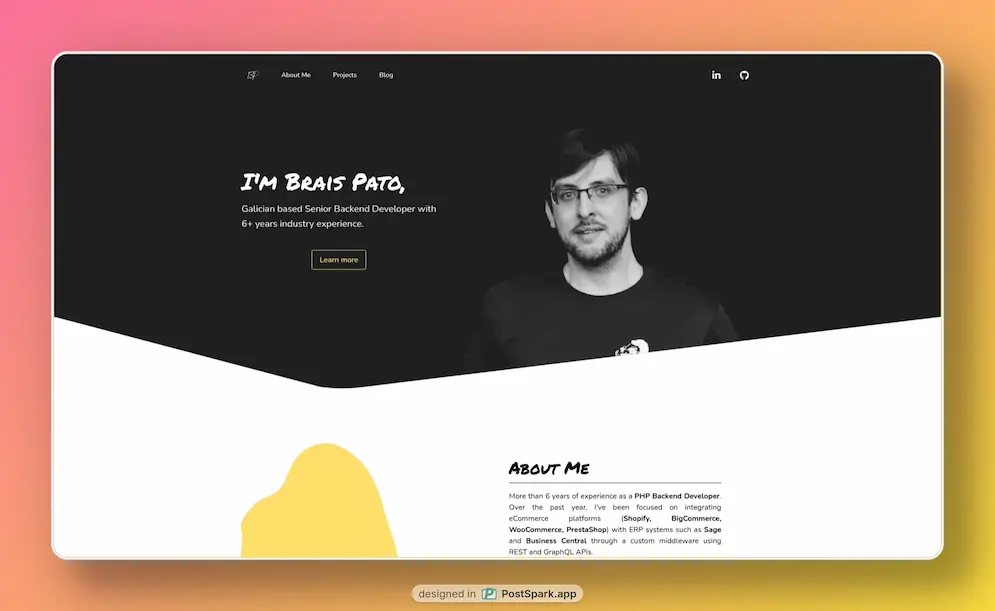 BP
About Me
Projects
Blog
in
I'm Brais Pato,
Galician based Senior Backend Developer with
6+ years industry experience.
Learn more
About Me
More than 6 years of experience as a PHP Backend Developer.
Over the past year, I've been focused on integrating
eCommerce platforms (Shopify, BigCommerce,
WooCommerce, PrestaShop) with ERP systems such as Sage
and Business Central through a custom middleware using
REST and GraphQL APIs.
designed in P PostSpark.app